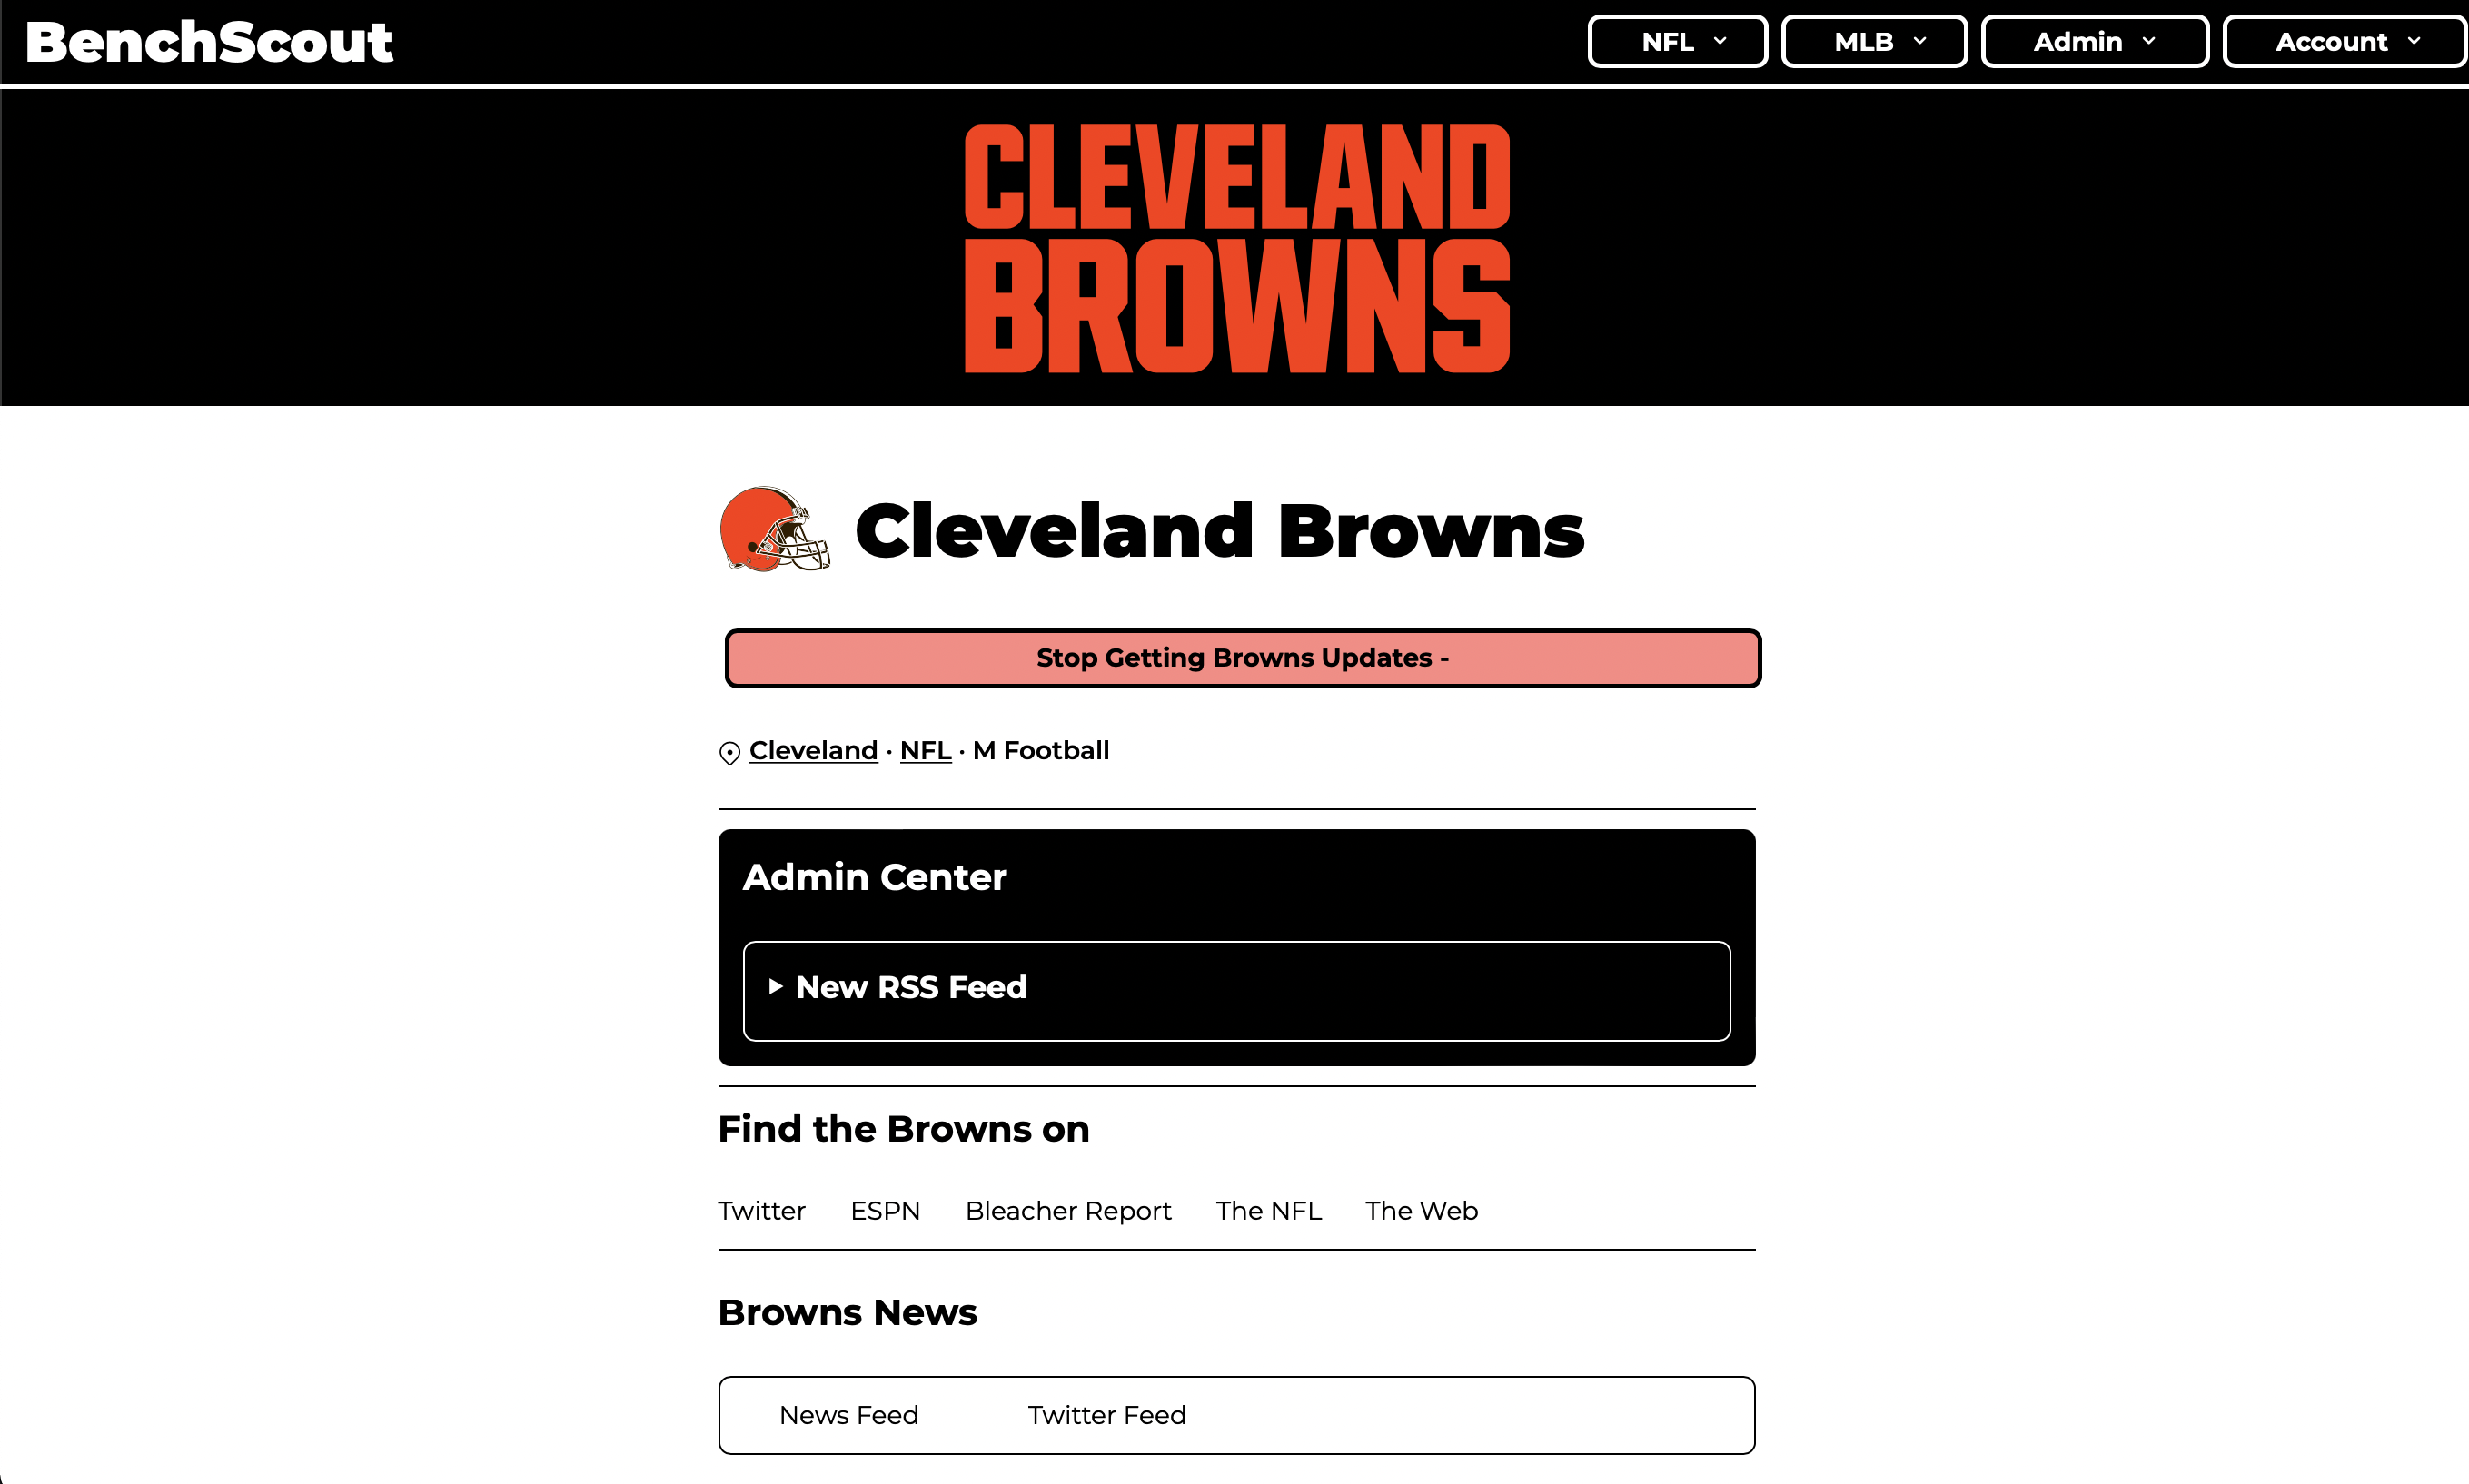 BenchScout
NFL
MLB
Admin
Account
CLEVELAND
BROWNS
Cleveland Browns
Stop Getting Browns Updates -
Cleveland · NFL · M Football
Admin Center
New RSS Feed
Find the Browns on
Twitter ESPN Bleacher Report The NFL The Web
Browns News
News Feed Twitter Feed